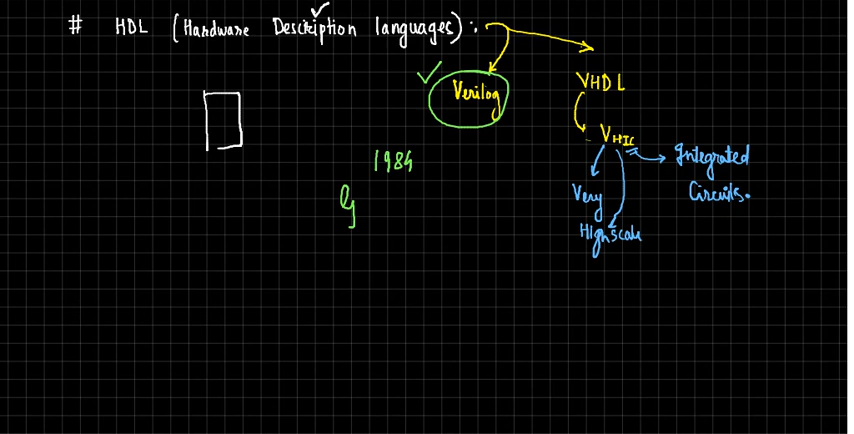 # HDL (Hardware Description languages):
Verilog
VHDL
VHIC
Integrated
Circuits.
1984
Very
High scale